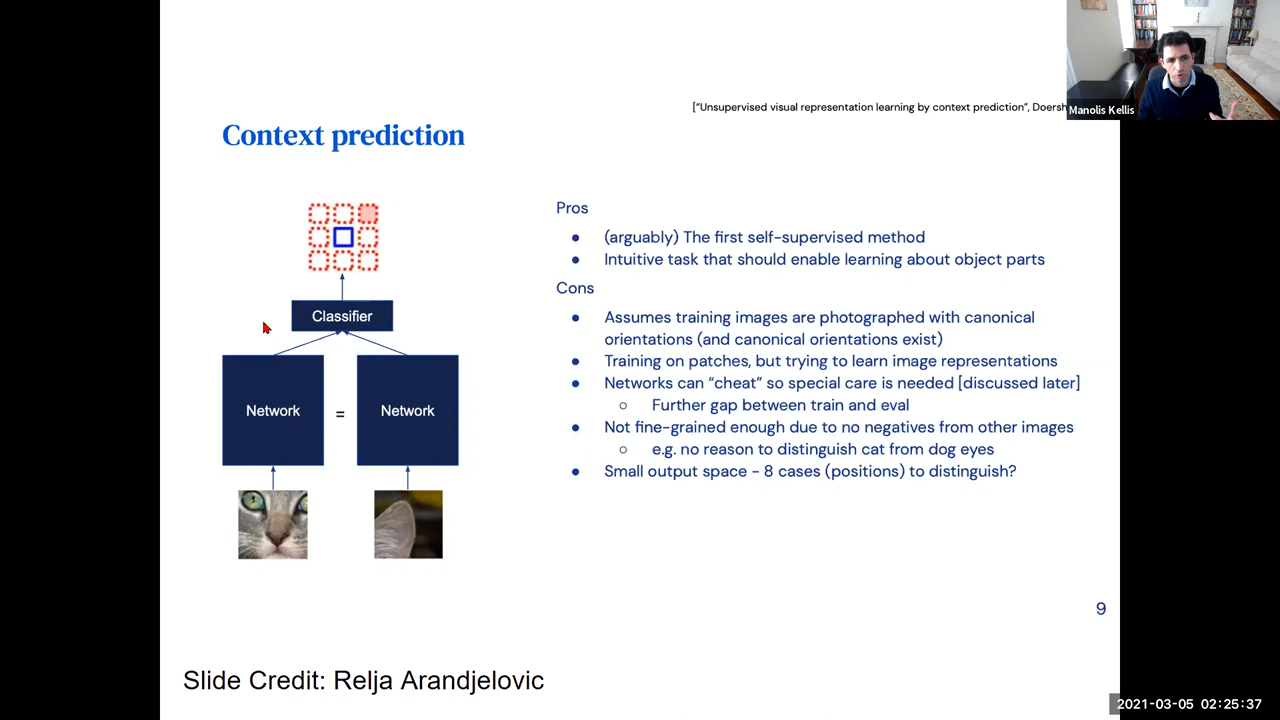 ["Unsupervised visual representation learning by context prediction",
Manolis Kellis
Context prediction
Pros
● (arguably) The first self-supervised method
● Intuitive task that should enable learning about object parts
Cons
● Assumes training images are photographed with canonical
orientations (and canonical orientations exist)
● Training on patches, but trying to learn image representations
● Networks can “cheat” so special care is needed [discussed later]
○ Further gap between train and eval
● Not fine-grained enough due to no negatives from other images
○ e.g. no reason to distinguish cat from dog eyes
● Small output space – 8 cases (positions) to distinguish?
Classifier
Network = Network
9
Slide Credit: Relja Arandjelovic
2021-03-05 02:25:37